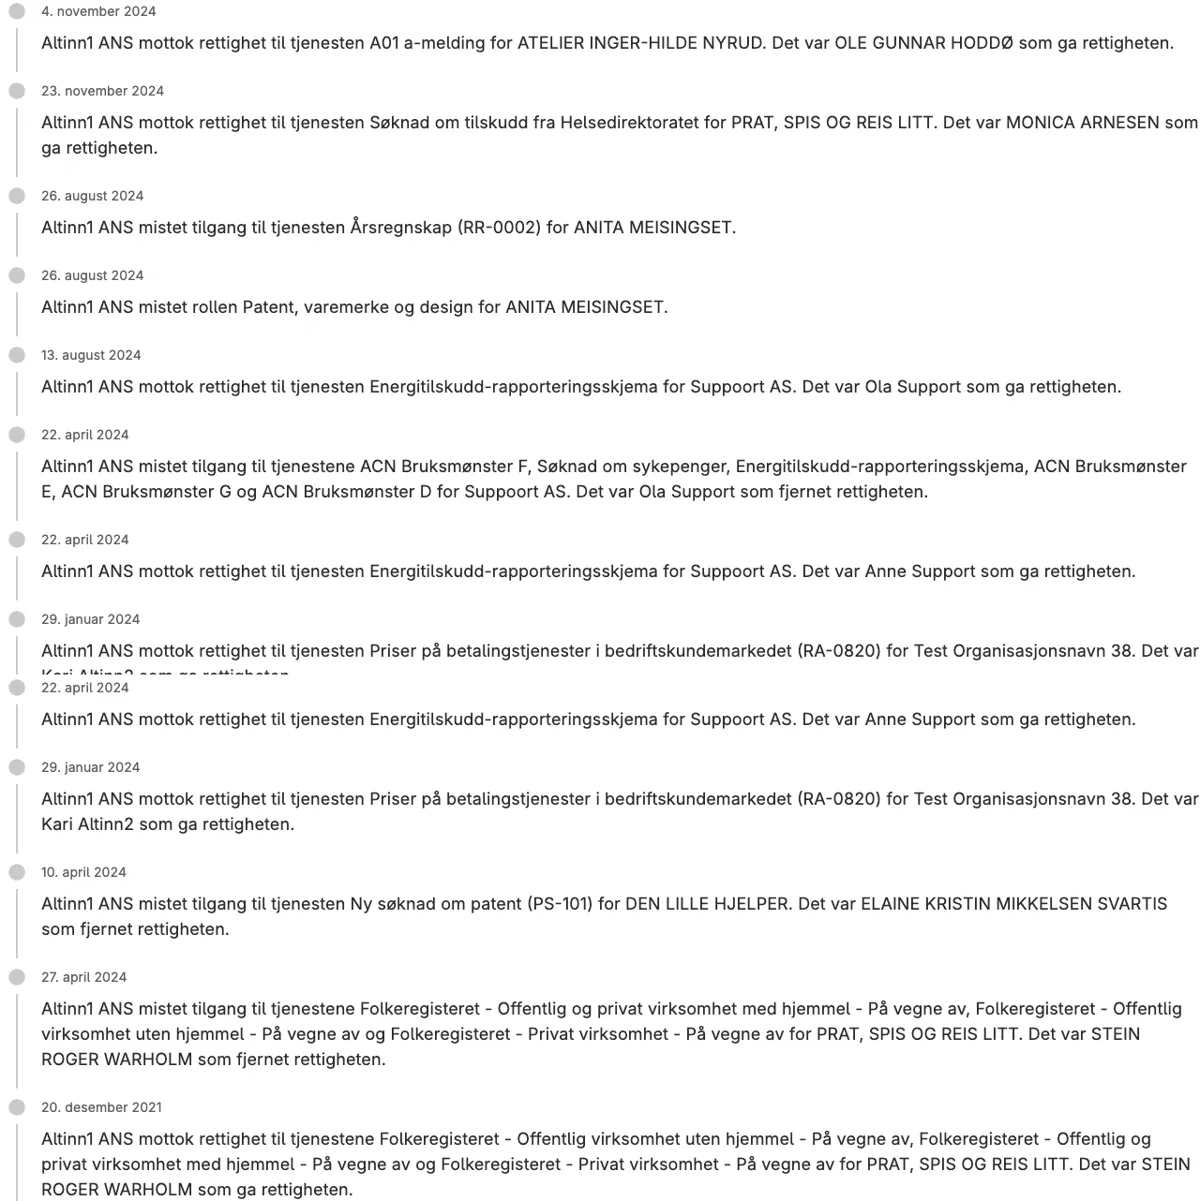 4. november 2024
Altinn1 ANS mottok rettighet til tjenesten A01 a-melding for ATELIER INGER-HILDE NYRUD. Det var OLE GUNNAR HODDØ som ga rettigheten.
23. november 2024
Altinn1 ANS mottok rettighet til tjenesten Søknad om tilskudd fra Helsedirektoratet for PRAT, SPIS OG REIS LITT. Det var MONICA ARNESEN som
ga rettigheten.
26. august 2024
Altinn1 ANS mistet tilgang til tjenesten Årsregnskap (RR-0002) for ANITA MEISINGSET.
26. august 2024
Altinn1 ANS mistet rollen Patent, varemerke og design for ANITA MEISINGSET.
13. august 2024
Altinn1 ANS mottok rettighet til tjenesten Energitilskudd-rapporteringsskjema for Suppoort AS. Det var Ola Support som ga rettigheten.
22. april 2024
Altinn1 ANS mistet tilgang til tjenestene ACN Bruksmønster F, Søknad om sykepenger, Energitilskudd-rapporteringsskjema, ACN Bruksmønster
E, ACN Bruksmønster G og ACN Bruksmønster D for Suppoort AS. Det var Ola Support som fjernet rettigheten.
22. april 2024
Altinn1 ANS mottok rettighet til tjenesten Energitilskudd-rapporteringsskjema for Suppoort AS. Det var Anne Support som ga rettigheten.
29. januar 2024
Altinn1 ANS mottok rettighet til tjenesten Priser på betalingstjenester i bedriftskundemarkedet (RA-0820) for Test Organisasjonsnavn 38. Det var
Kari Altinn2 som ga rettigheten.
22. april 2024
Altinn1 ANS mottok rettighet til tjenesten Energitilskudd-rapporteringsskjema for Suppoort AS. Det var Anne Support som ga rettigheten.
29. januar 2024
Altinn1 ANS mottok rettighet til tjenesten Priser på betalingstjenester i bedriftskundemarkedet (RA-0820) for Test Organisasjonsnavn 38. Det var
Kari Altinn2 som ga rettigheten.
10. april 2024
Altinn1 ANS mistet tilgang til tjenesten Ny søknad om patent (PS-101) for DEN LILLE HJELPER. Det var ELAINE KRISTIN MIKKELSEN SVARTIS
som fjernet rettigheten.
27. april 2024
Altinn1 ANS mistet tilgang til tjenestene Folkeregisteret - Offentlig og privat virksomhet med hjemmel - På vegne av, Folkeregisteret - Offentlig
virksomhet uten hjemmel - På vegne av og Folkeregisteret - Privat virksomhet - På vegne av for PRAT, SPIS OG REIS LITT. Det var STEIN
ROGER WARHOLM som fjernet rettigheten.
20. desember 2021
Altinn1 ANS mottok rettighet til tjenestene Folkeregisteret - Offentlig virksomhet uten hjemmel - På vegne av, Folkeregisteret - Offentlig og
privat virksomhet med hjemmel - På vegne av og Folkeregisteret - Privat virksomhet - På vegne av for PRAT, SPIS OG REIS LITT. Det var STEIN
ROGER WARHOLM som ga rettigheten.